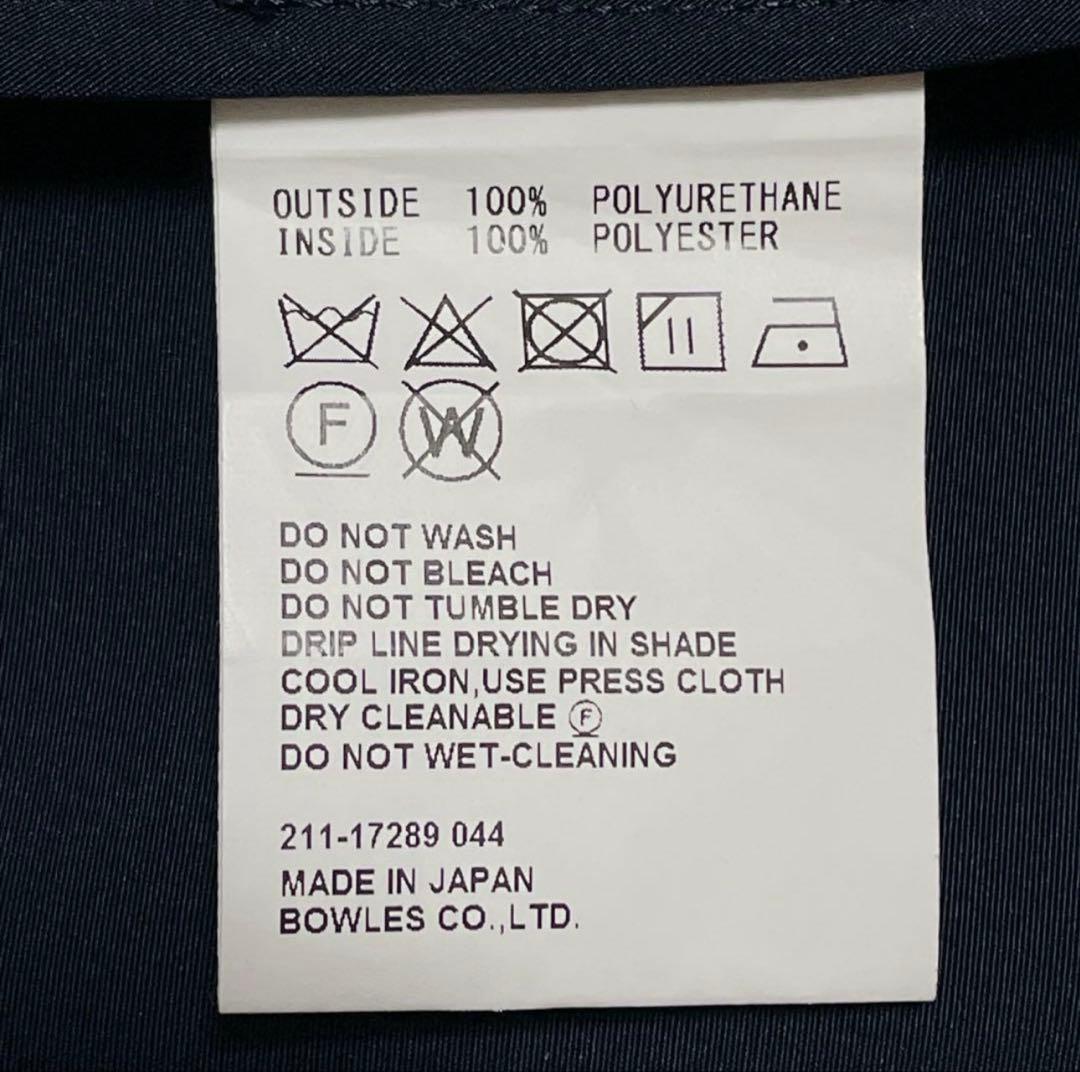 OUTSIDE 100% POLYURETHANE
INSIDE 100% POLYESTER
F W
DO NOT WASH
DO NOT BLEACH
DO NOT TUMBLE DRY
DRIP LINE DRYING IN SHADE
COOL IRON,USE PRESS CLOTH
DRY CLEANABLE Ⓕ
DO NOT WET-CLEANING
211-17289 044
MADE IN JAPAN
BOWLES CO.,LTD.